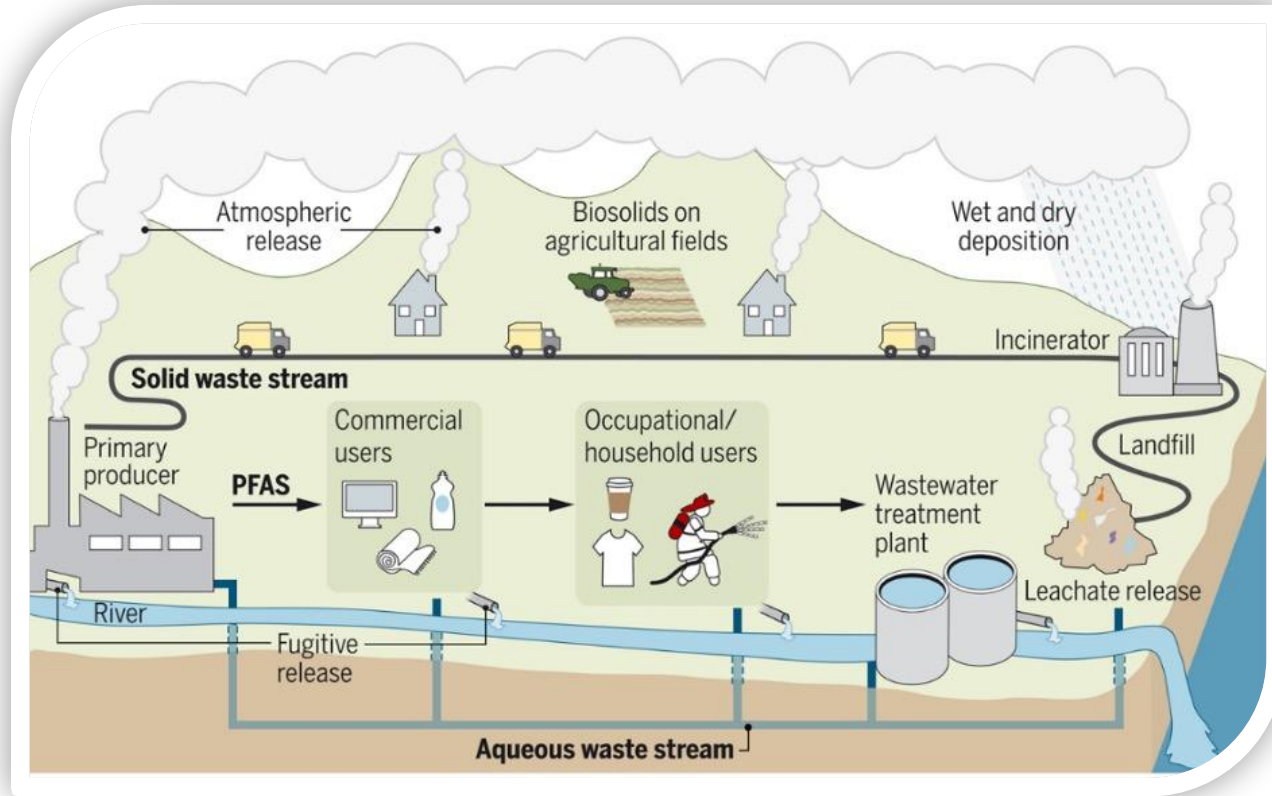 Atmospheric
release
Biosolids on
agricultural fields
Wet and dry
deposition
Incinerator
Solid waste stream
Primary
producer
PFAS
Commercial
users
Occupational/
household users
Wastewater
treatment
plant
Landfill
Leachate release
River
Fugitive
release
Aqueous waste stream